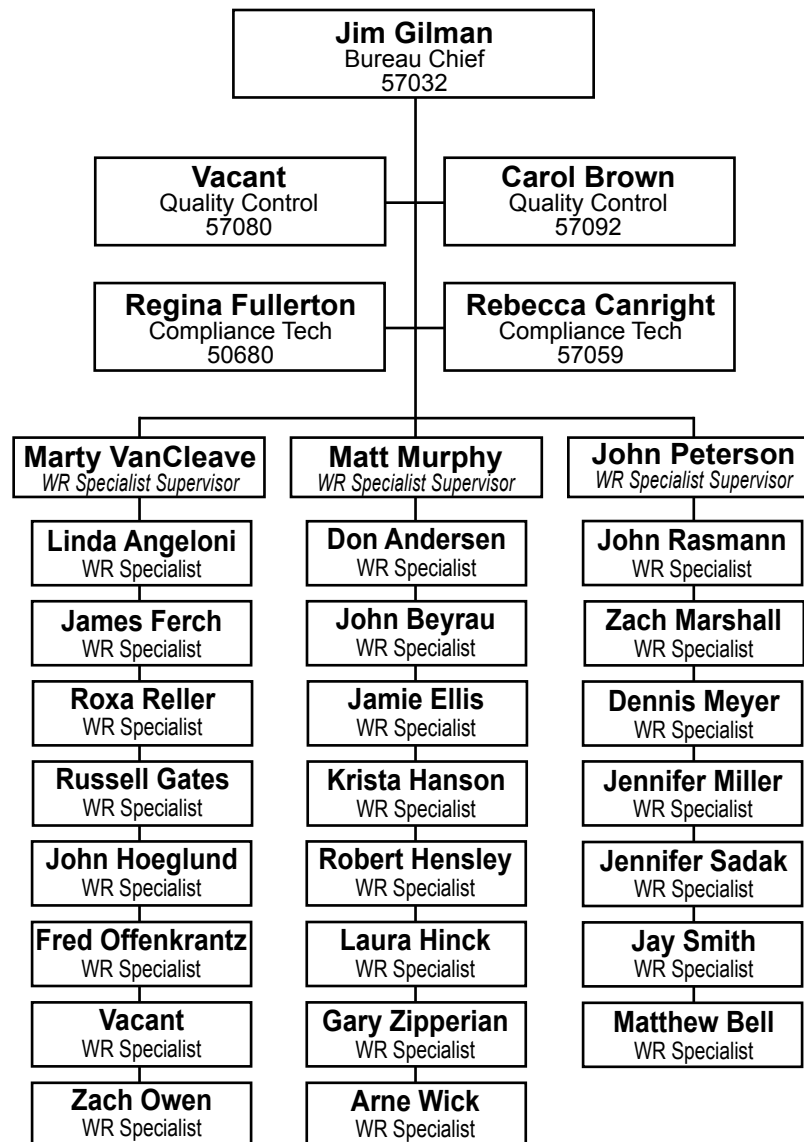 Jim Gilman
Bureau Chief
57032
Vacant
Quality Control
57080
Carol Brown
Quality Control
57092
Regina Fullerton
Compliance Tech
50680
Rebecca Canright
Compliance Tech
57059
Marty VanCleave
WR Specialist Supervisor
Linda Angeloni
WR Specialist
James Ferch
WR Specialist
Roxa Reller
WR Specialist
Russell Gates
WR Specialist
John Hoeglund
WR Specialist
Fred Offenkrantz
WR Specialist
Vacant
WR Specialist
Zach Owen
WR Specialist
Matt Murphy
WR Specialist Supervisor
Don Andersen
WR Specialist
John Beyrau
WR Specialist
Jamie Ellis
WR Specialist
Krista Hanson
WR Specialist
Robert Hensley
WR Specialist
Laura Hinck
WR Specialist
Gary Zipperian
WR Specialist
Arne Wick
WR Specialist
John Peterson
WR Specialist Supervisor
John Rasmann
WR Specialist
Zach Marshall
WR Specialist
Dennis Meyer
WR Specialist
Jennifer Miller
WR Specialist
Jennifer Sadak
WR Specialist
Jay Smith
WR Specialist
Matthew Bell
WR Specialist